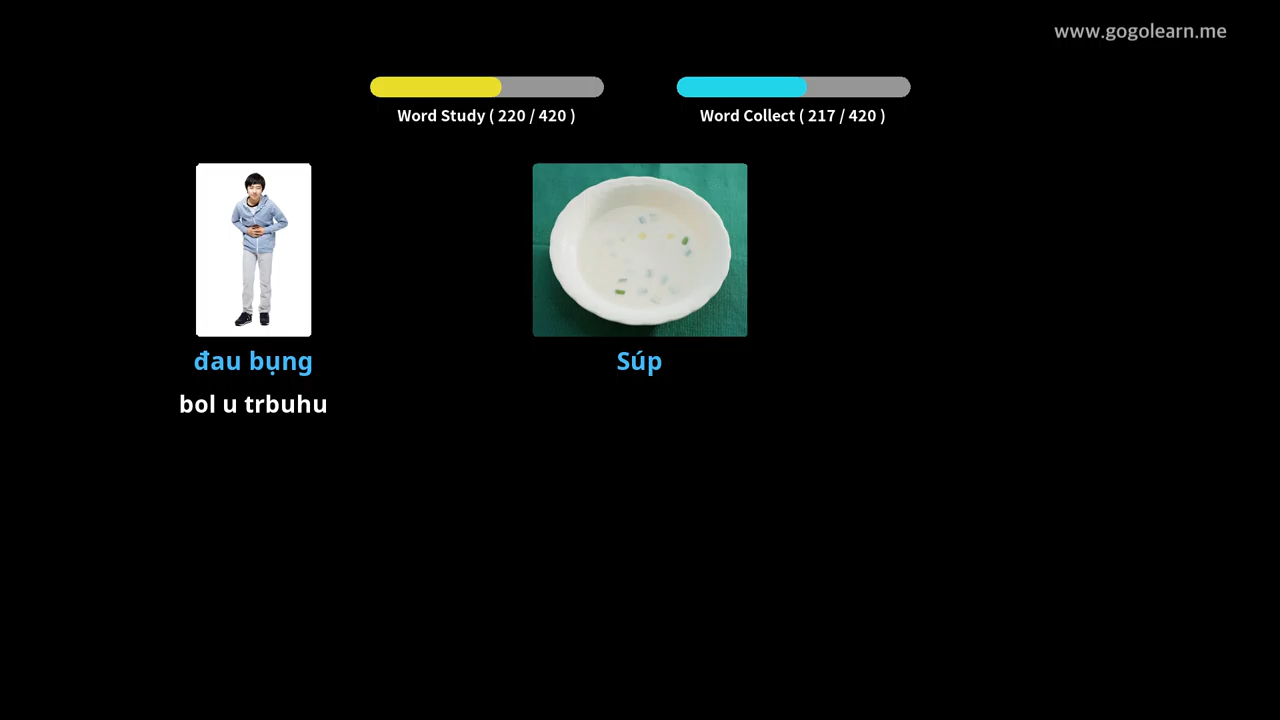 www.gogolearn.me
Word Study ( 220 / 420 )
Word Collect ( 217 / 420 )
đau bụng
Súp
bol u trbuhu